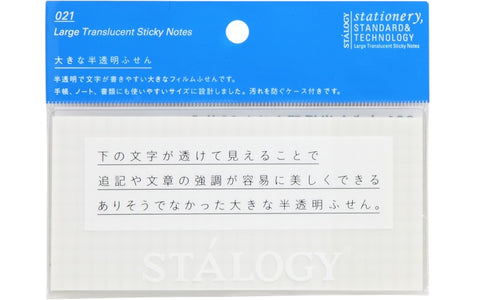 021
Large Translucent Sticky Notes
大きな半透明ふせん
半透明で文字が書きやすい大きなフィルムふせんです。
手帳、ノート、書類にも使いやすいサイズに設計しました。汚れを防ぐケース付きです。
STÁLOGY
stationery,
STANDARD&
TECHNOLOGY
Large Translucent Sticky Notes
下の文字が透けて見えることで
追記や文章の強調が容易に美しくできる
ありそうでなかった大きな半透明ふせん。
STÁLOGY